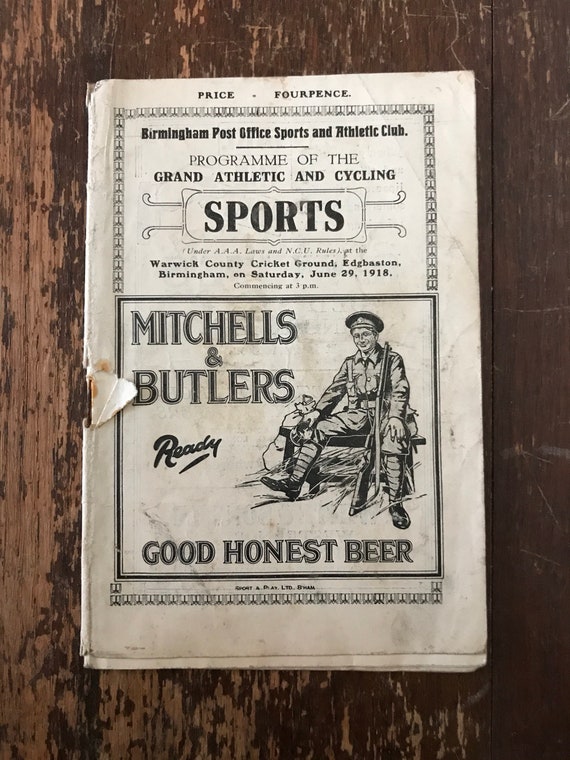 PRICE - FOURPENCE.
Birmingham Post Office Sports and Athletic Club.
PROGRAMME OF THE
GRAND ATHLETIC AND CYCLING
SPORTS
(Under A.A.A. Laws and N.C.U. Rules), at the
Warwick County Cricket Ground, Edgbaston,
Birmingham, on Saturday, June 29, 1918.
Commencing at 3 p.m.
MITCHELLS
&
BUTLERS
Ready
GOOD HONEST BEER
SPORT & PLAY, LTD., B'HAM